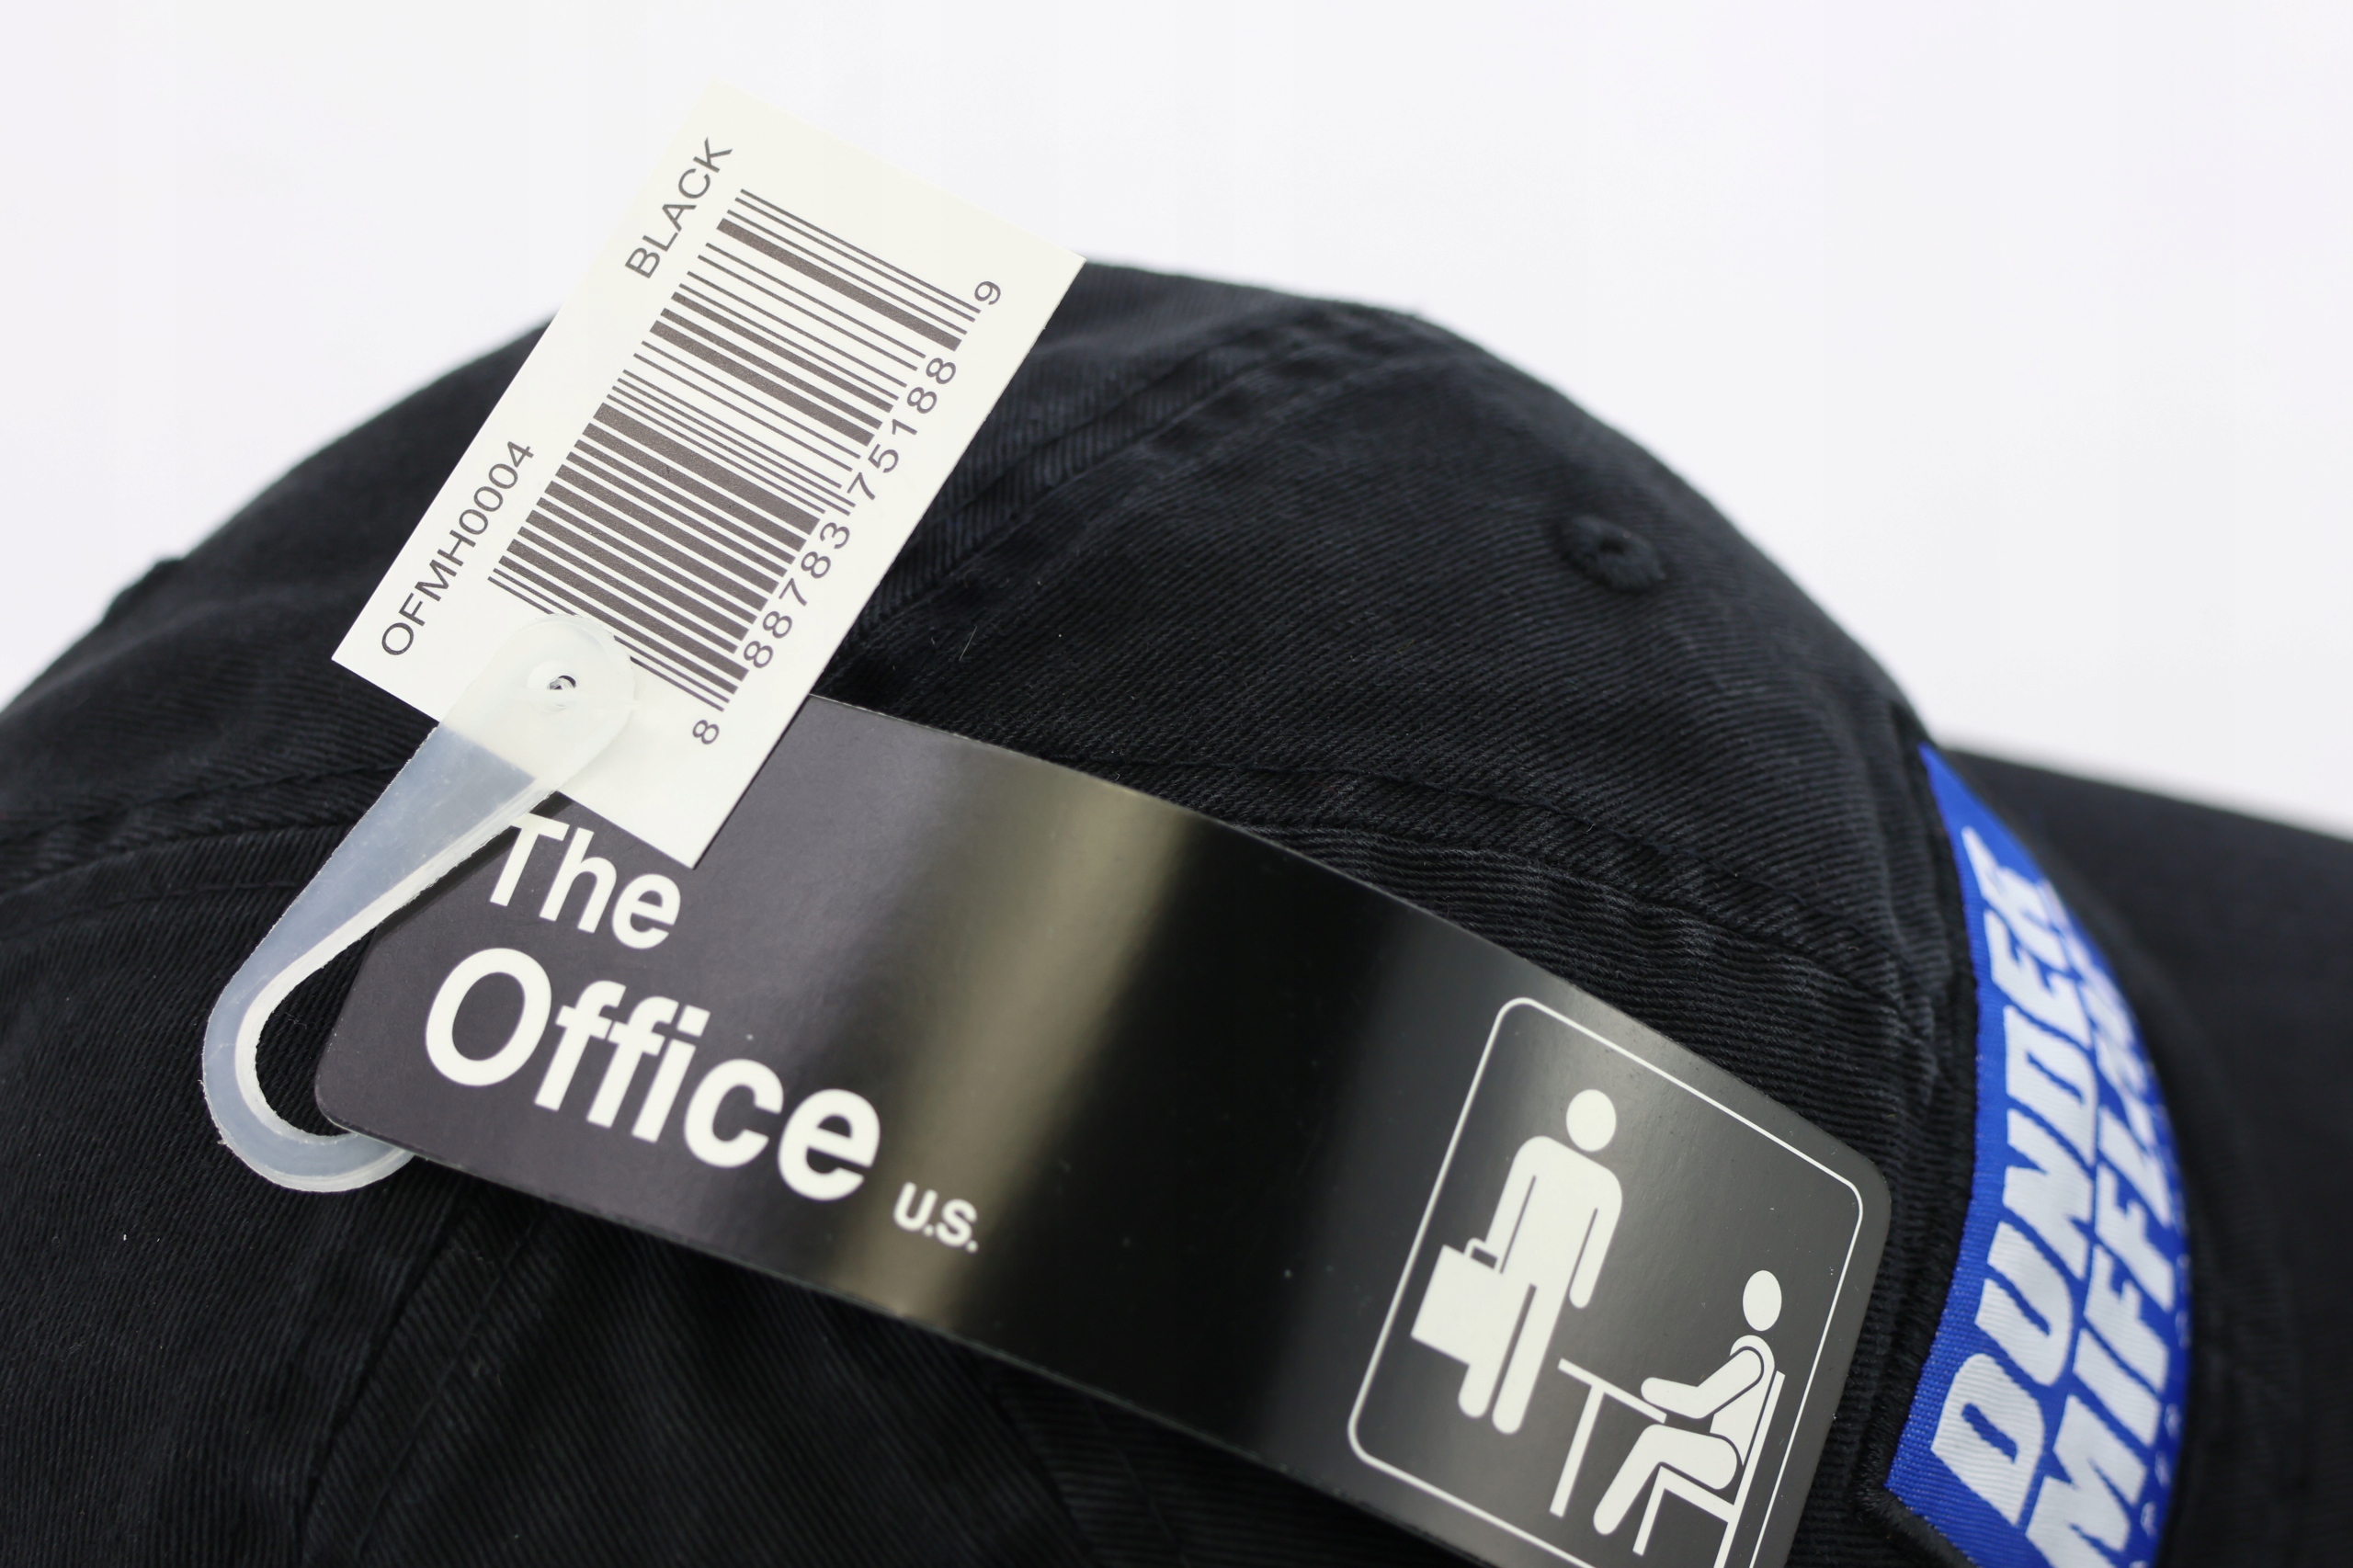 BLACK
OFMH0004
8 88783 75188 9
The
Office U.S.
DUNDER
MIFFLIN